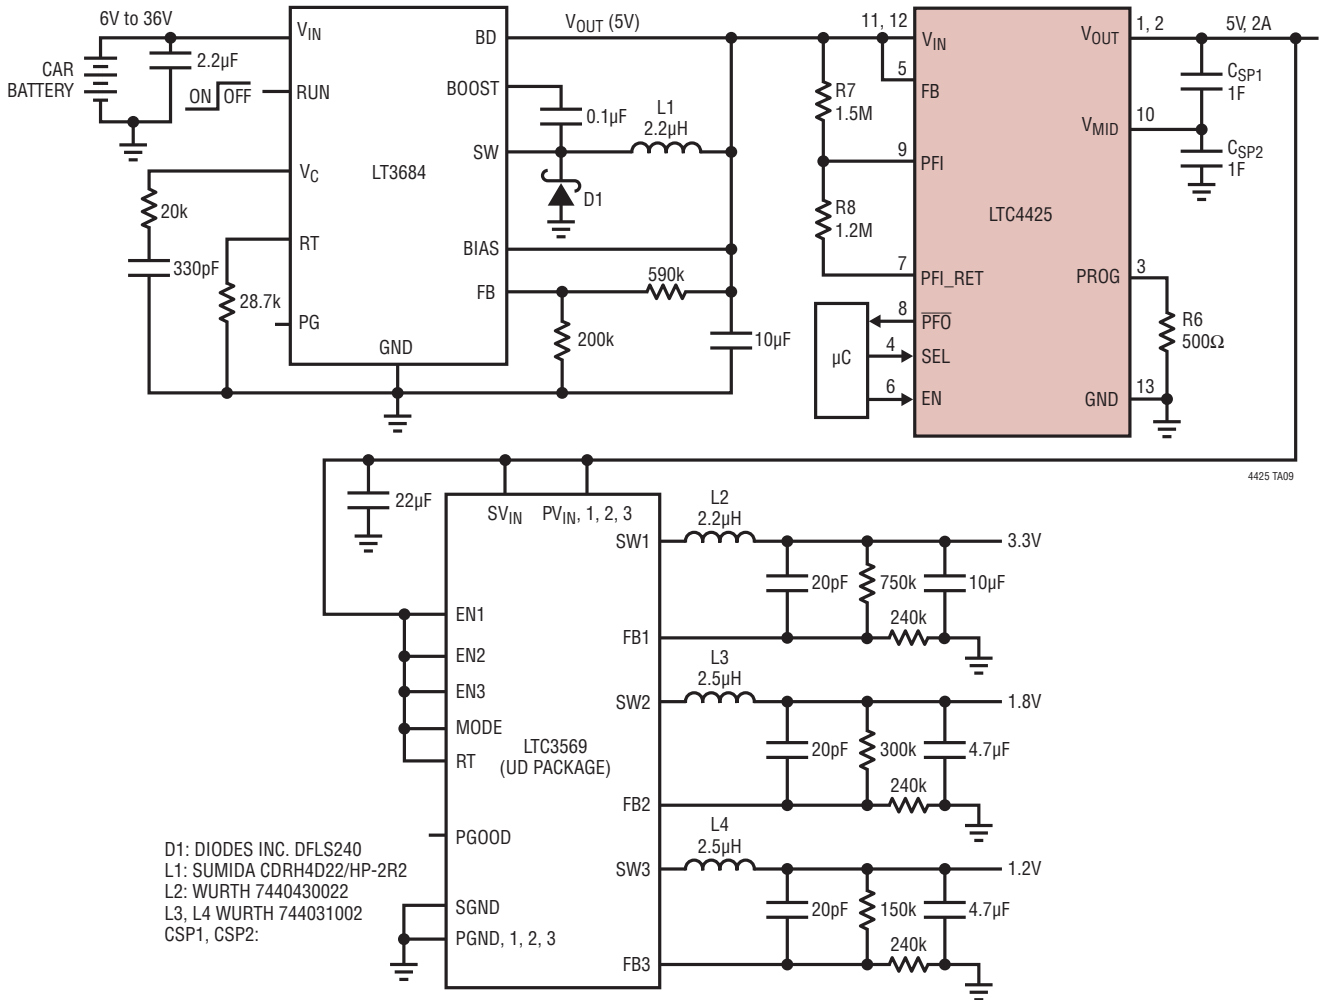 6V to 36V
CAR
BATTERY
2.2µF
ON
OFF
VIN
RUN
VC
RT
PG
GND
LT3684
BD
BOOST
SW
BIAS
FB
20k
330pF
28.7k
VOUT (5V)
0.1µF
L1
2.2µH
D1
590k
200k
10µF
R7
1.5M
R8
1.2M
11, 12
5
9
7
8
4
6
VIN
FB
PFI
PFI_RET
PFO
SEL
EN
µC
LTC4425
VOUT
VMID
PROG
GND
1, 2
10
3
13
5V, 2A
CSP1
1F
CSP2
1F
R6
500Ω
4425 TA09
22µF
SVIN
PVIN, 1, 2, 3
EN1
EN2
EN3
MODE
RT
PGOOD
SGND
PGND, 1, 2, 3
LTC3569
(UD PACKAGE)
SW1
FB1
SW2
FB2
SW3
FB3
L2
2.2µH
3.3V
20pF
750k
10µF
240k
L3
2.5µH
1.8V
20pF
300k
4.7µF
240k
L4
2.5µH
1.2V
20pF
150k
4.7µF
240k
D1: DIODES INC. DFLS240
L1: SUMIDA CDRH4D22/HP-2R2
L2: WURTH 7440430022
L3, L4 WURTH 744031002
CSP1, CSP2: